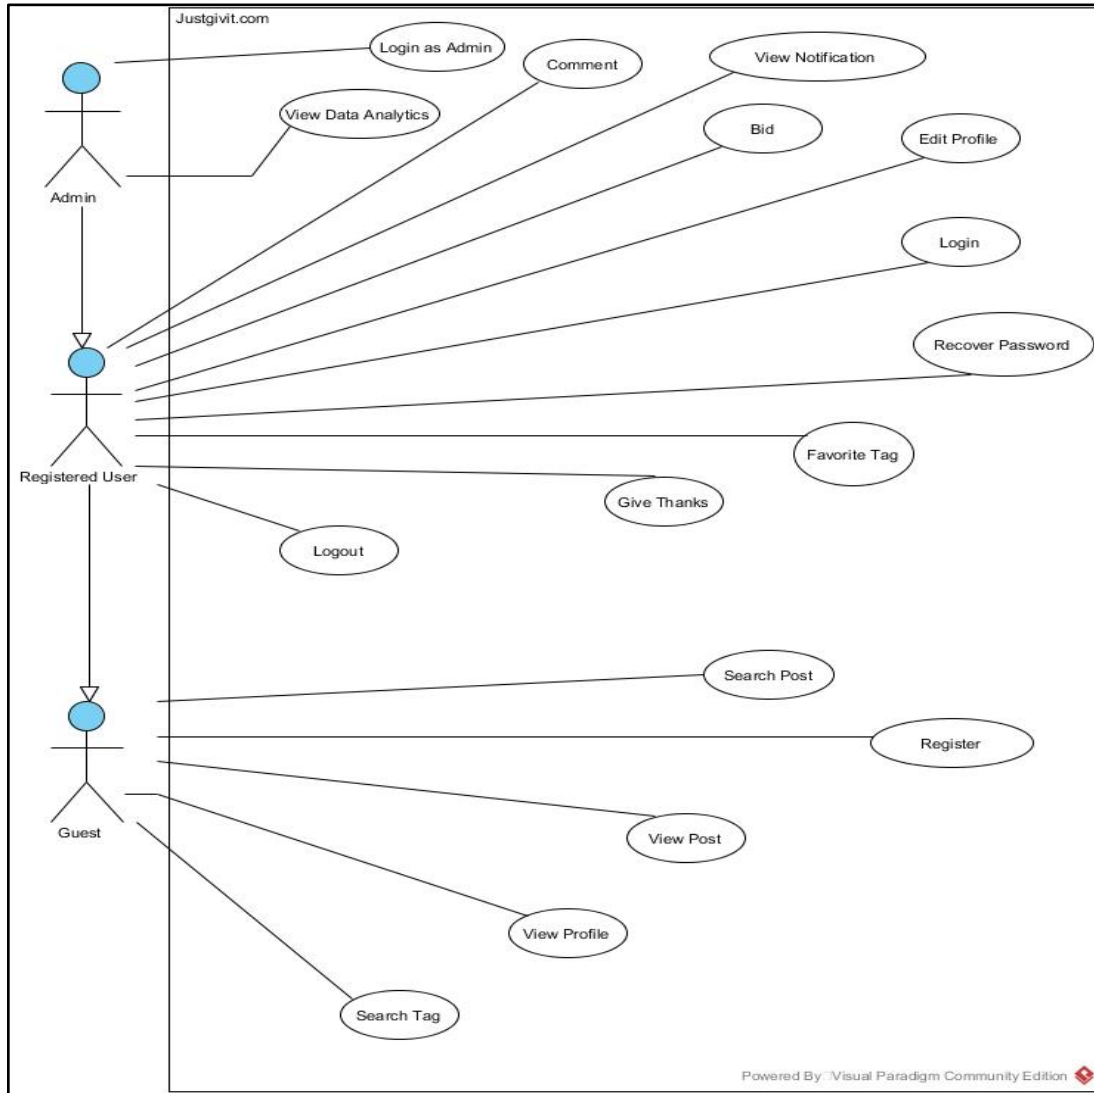 Justgivit.com
Login as Admin
Comment
View Notification
View Data Analytics
Bid
Edit Profile
Admin
Login
Recover Password
Favorite Tag
Registered User
Give Thanks
Logout
Search Post
Register
Guest
View Post
View Profile
Search Tag
Powered By Visual Paradigm Community Edition